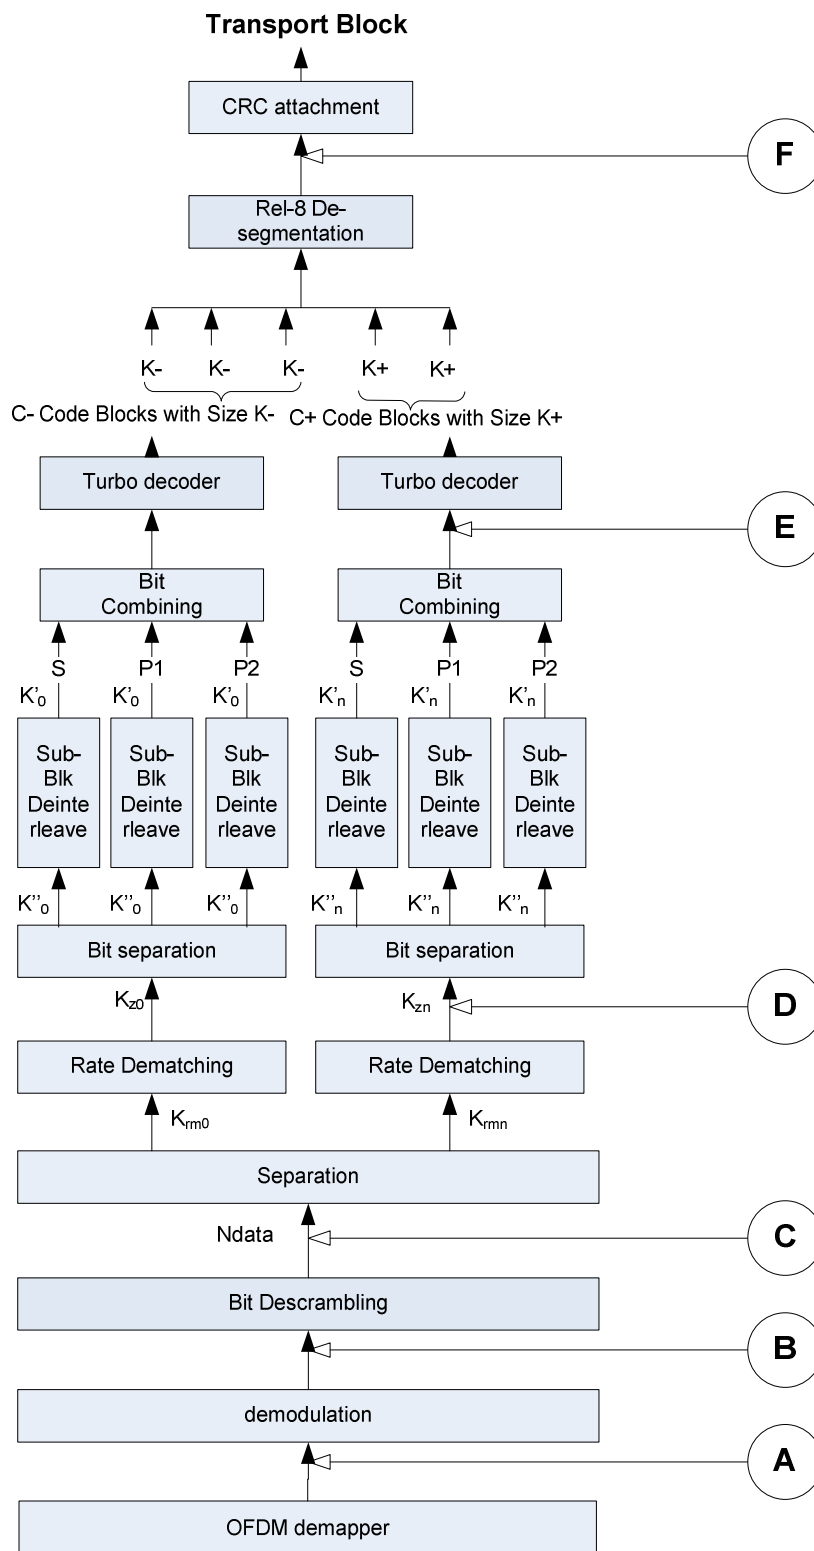 Transport Block
CRC attachment
F
Rel-8 De-
segmentation
K- K- K- K+ K+
C- Code Blocks with Size K- C+ Code Blocks with Size K+
Turbo decoder Turbo decoder
E
Bit Bit
Combining Combining
S P1 P2 S P1 P2
K’0 K’0 K’0 K’n K’n K’n
Sub- Sub- Sub- Sub- Sub- Sub-
Blk Blk Blk Blk Blk Blk
Deinte Deinte Deinte Deinte Deinte Deinte
rleave rleave rleave rleave rleave rleave
K’’0 K’’0 K’’0 K’’n K’’n K’’n
Bit separation Bit separation
Kz0 Kzn
D
Rate Dematching Rate Dematching
Krm0 Krmn
Separation
Ndata
C
Bit Descrambling
B
demodulation
A
OFDM demapper